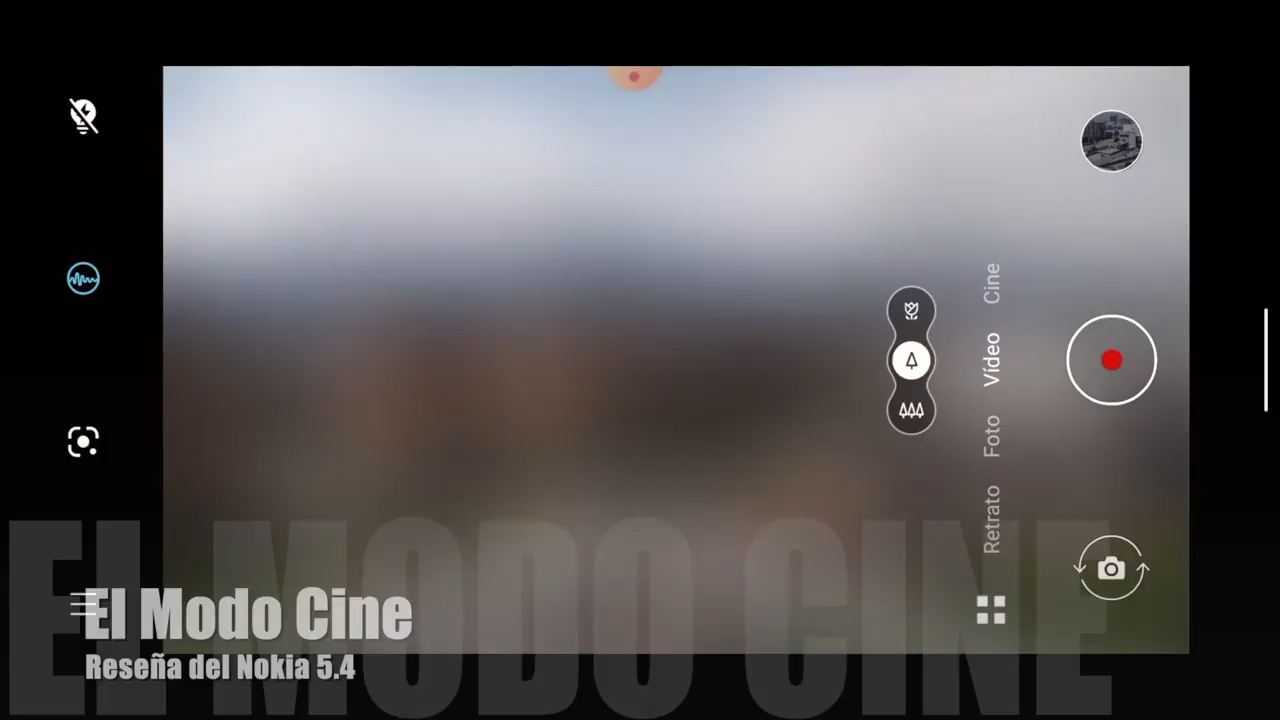 Cine
Vídeo
Foto
Retrato
EL MODO CINE
El Modo Cine
Reseña del Nokia 5.4